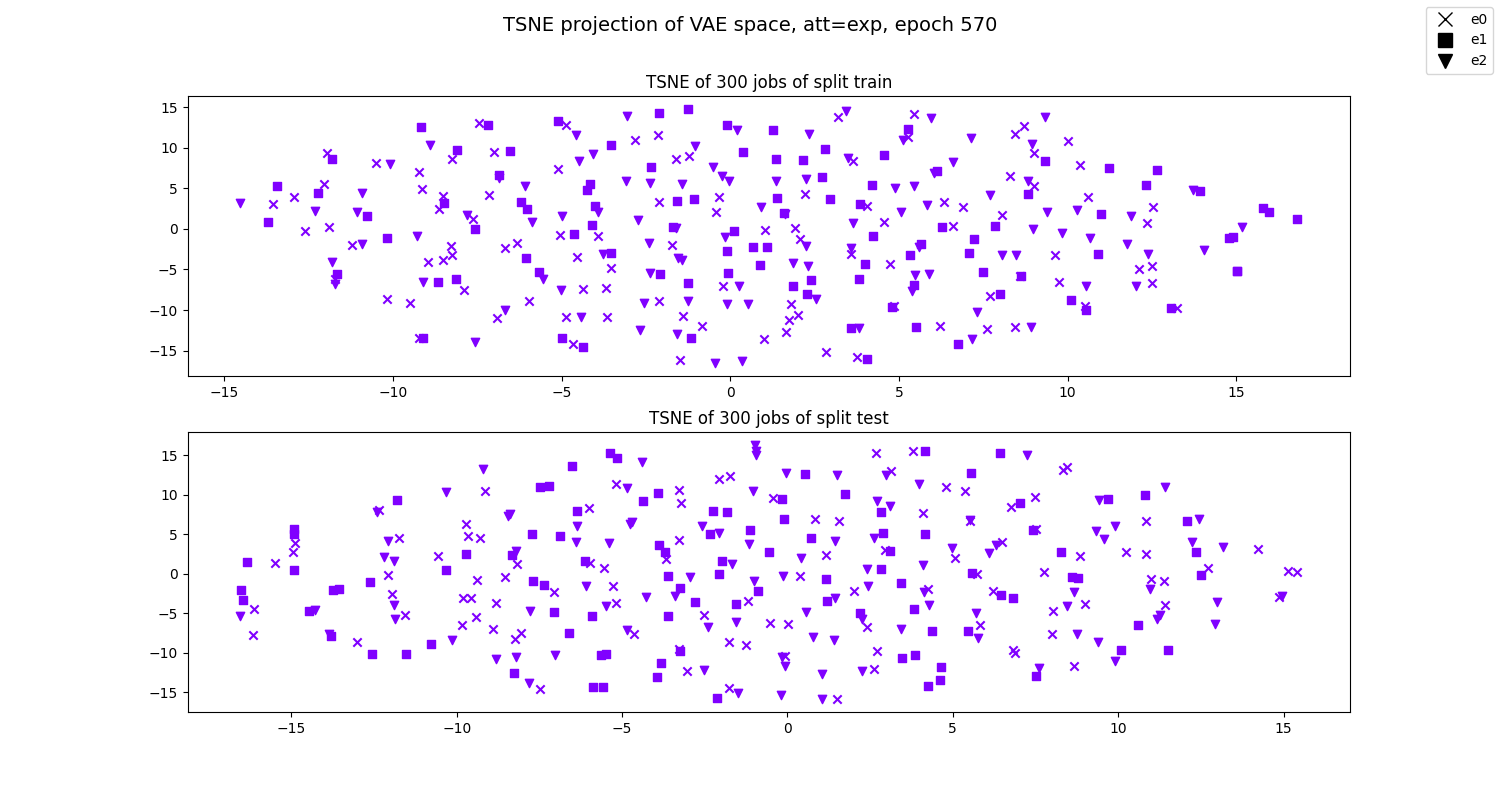 TSNE projection of VAE space, att=exp, epoch 570
e0
e1
e2
TSNE of 300 jobs of split train
15
10
5
0
−5
−10
−15
−15 −10 −5 0 5 10 15
TSNE of 300 jobs of split test
15
10
5
0
−5
−10
−15
−15 −10 −5 0 5 10 15